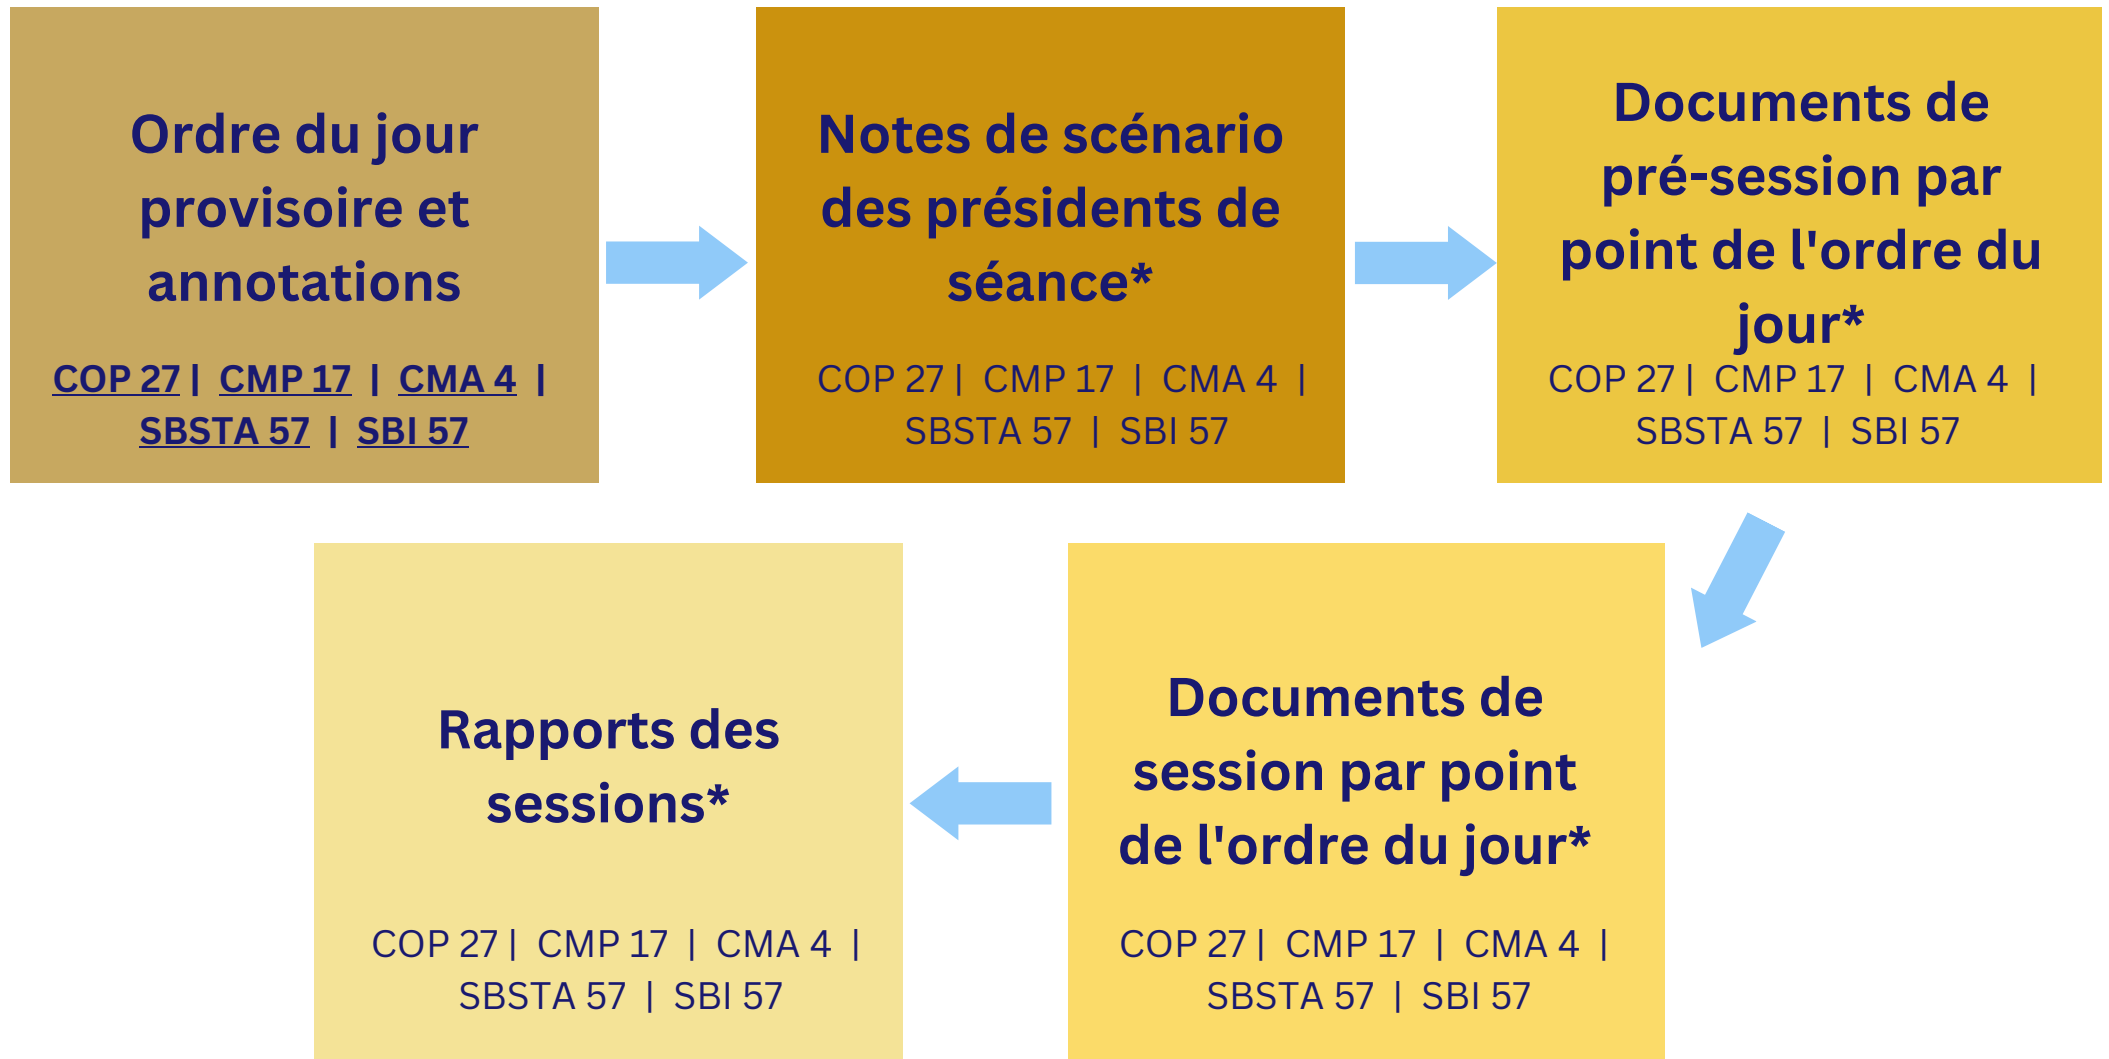 Ordre du jour
provisoire et
annotations
COP 27 | CMP 17 | CMA 4 |
SBSTA 57 | SBI 57
Notes de scénario
des présidents de
séance*
COP 27 | CMP 17 | CMA 4 |
SBSTA 57 | SBI 57
Documents de
pré-session par
point de l'ordre du
jour*
COP 27 | CMP 17 | CMA 4 |
SBSTA 57 | SBI 57
Documents de
session par point
de l'ordre du jour*
COP 27 | CMP 17 | CMA 4 |
SBSTA 57 | SBI 57
Rapports des
sessions*
COP 27 | CMP 17 | CMA 4 |
SBSTA 57 | SBI 57